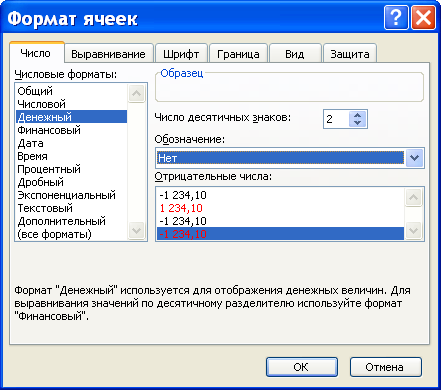 Формат ячеек
Число
Выравнивание
Шрифт
Граница
Вид
Защита
Числовые форматы:
Общий
Числовой
Денежный
Финансовый
Дата
Время
Процентный
Дробный
Экспоненциальный
Текстовый
Дополнительный
(все форматы)
Образец
Число десятичных знаков:
2
Обозначение:
Нет
Отрицательные числа:
-1 234,10
1 234,10
-1 234,10
-1 234,10
Формат "Денежный" используется для отображения денежных величин. Для
выравнивания значений по десятичному разделителю используйте формат
"Финансовый".
ОК
Отмена